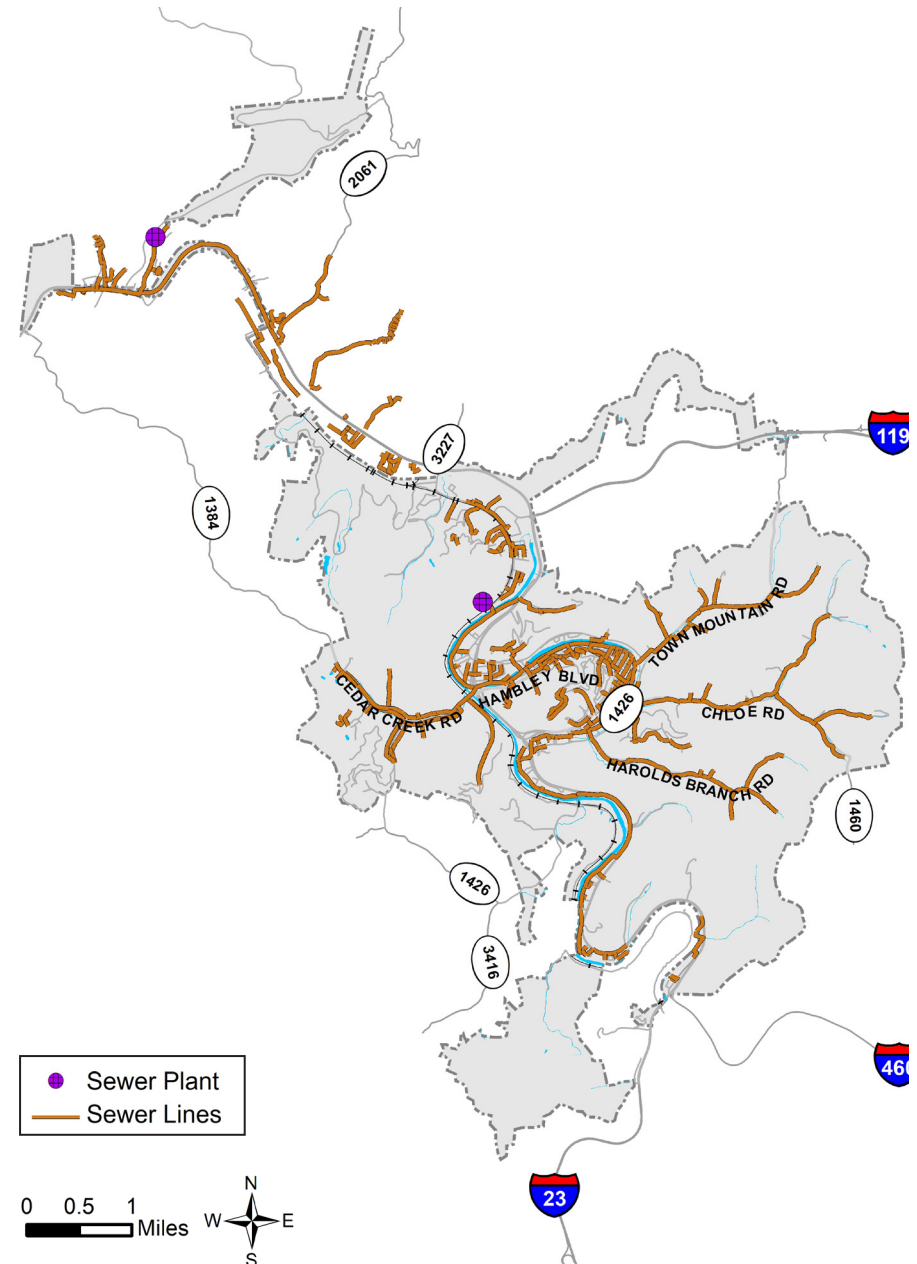 2061
119
3227
1384
TOWN MOUNTAIN RD
HAMBLEY BLVD
CEDAR CREEK RD
1426
CHLOE RD
HAROLDS BRANCH RD
1460
1426
3416
460
Sewer Plant
Sewer Lines
23
0 0.5 1
Miles
N
W E
S